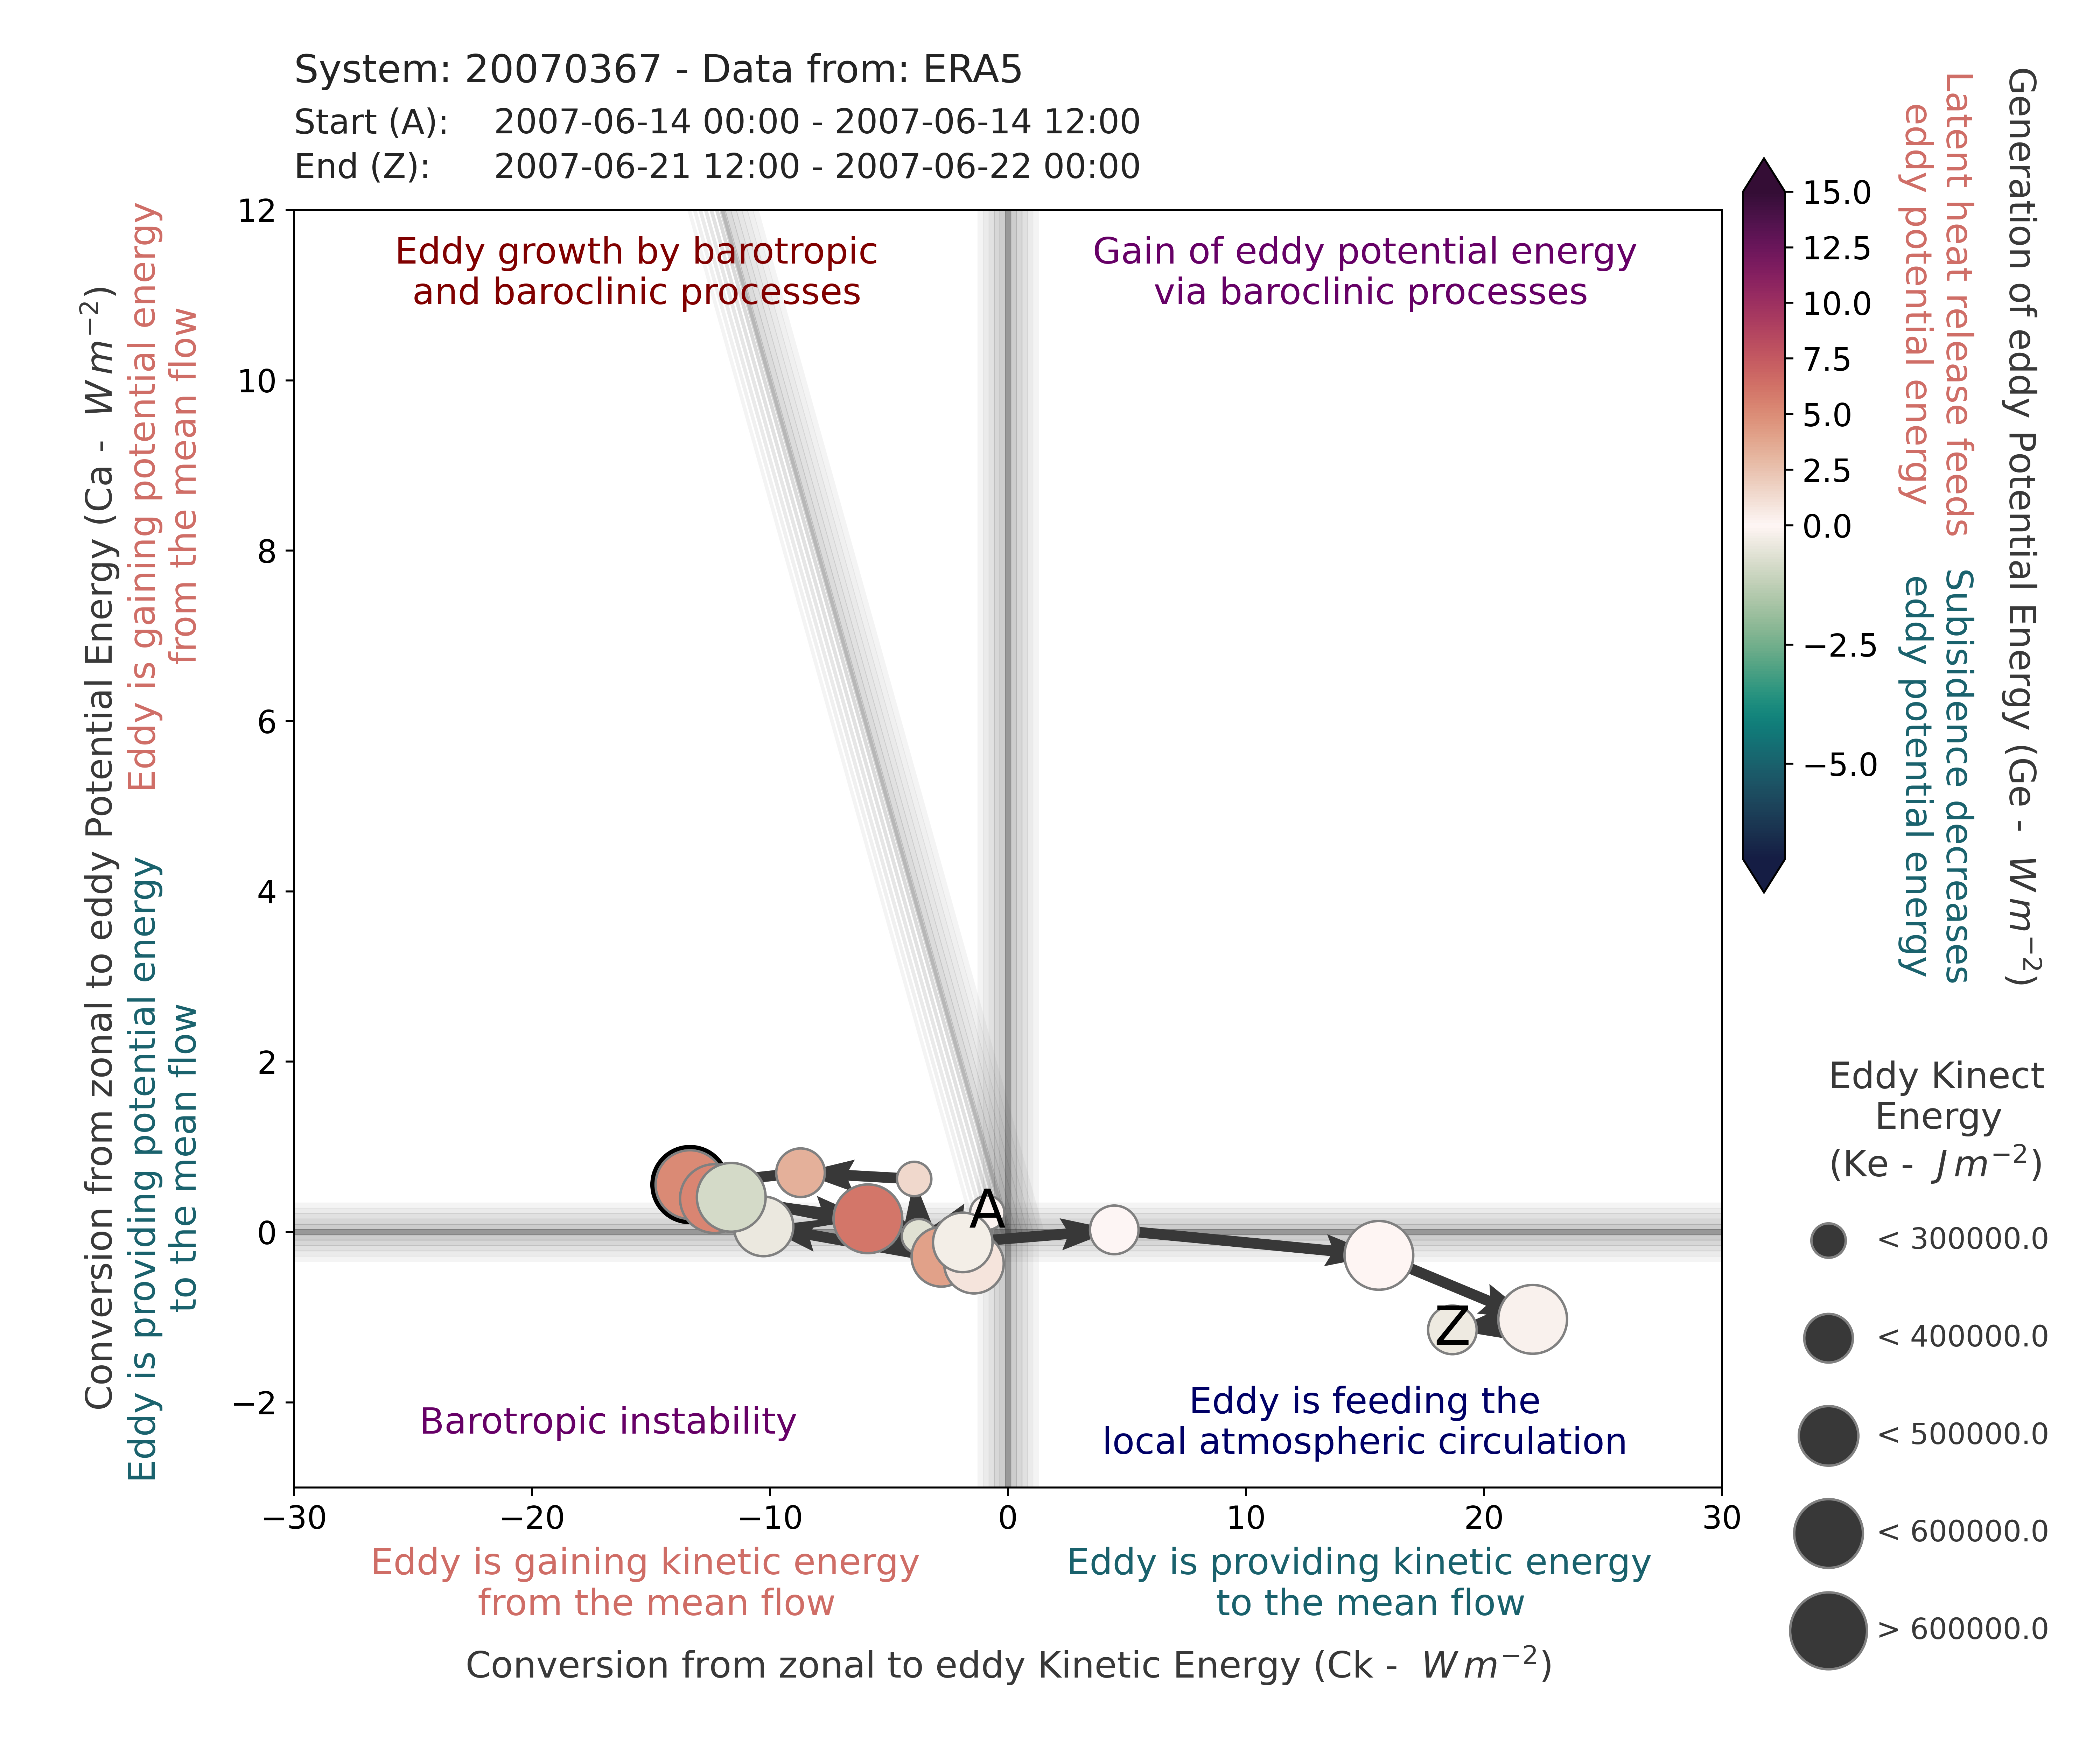 System: 20070367 - Data from: ERA5
Start (A): 2007-06-14 00:00 - 2007-06-14 12:00
End (Z): 2007-06-21 12:00 - 2007-06-22 00:00
Conversion from zonal to eddy Potential Energy (Ca - W m⁻²)
Eddy is gaining potential energy
from the mean flow
Eddy is providing potential energy
to the mean flow
12
10
8
6
4
2
0
−2
Eddy growth by barotropic
and baroclinic processes
Gain of eddy potential energy
via baroclinic processes
A
Z
Barotropic instability
Eddy is feeding the
local atmospheric circulation
−30
−20
−10
0
10
20
30
Eddy is gaining kinetic energy
from the mean flow
Eddy is providing kinetic energy
to the mean flow
Conversion from zonal to eddy Kinetic Energy (Ck - W m⁻²)
15.0
12.5
10.0
7.5
5.0
2.5
0.0
−2.5
−5.0
Latent heat release feeds
eddy potential energy
Subisidence decreases
eddy potential energy
Generation of eddy Potential Energy (Ge - W m⁻²)
Eddy Kinect
Energy
(Ke - J m⁻²)
< 300000.0
< 400000.0
< 500000.0
< 600000.0
> 600000.0